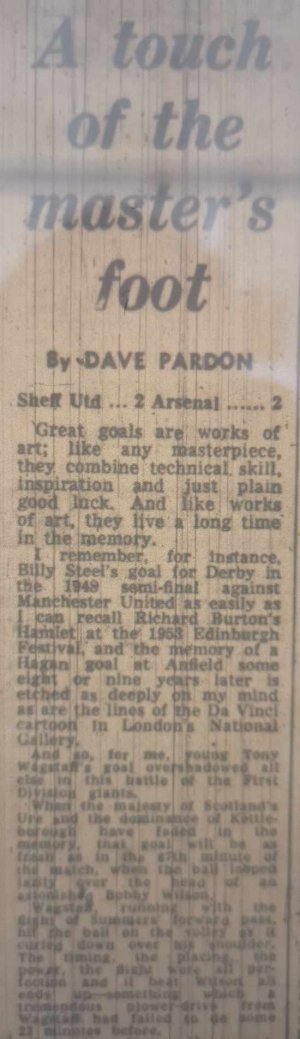 A touch
of the
master's
foot
By DAVE PARDON
Sheff Utd ... 2 Arsenal ...... 2
Great goals are works of
art; like any masterpiece,
they combine technical skill,
inspiration and just plain
good luck. And like works
of art, they live a long time
in the memory.
I remember, for instance,
Billy Steel's goal for Derby in
the 1948 semi-final against
Manchester United as easily as
I can recall Richard Burton's
Hamlet at the 1953 Edinburgh
Festival, and the memory of a
Hagan goal at Anfield some
eight or nine years later is
etched as deeply on my mind
as are the lines of the Da Vinci
cartoon in London's National
Gallery.
And so, for me, young Tony
Wagstaff's goal overshadowed all
else in this battle of the First
Division giants.
When the majesty of Scotland's
Ure and the dominance of Kettle-
borough have faded in the
memory, that goal will be as
fresh as in the 67th minute of
the match, when the ball looped
lazily over the head of an
astonished Bobby Wilson.
Wagstaff, running with the
flight of Summers' forward pass,
hit the ball on the volley as it
curled down over his shoulder.
The timing, the placing, the
power, the flight were all per-
fection and it beat Wilson all
ends up—something which a
tremendous power-drive from
Wagstaff had failed to do some
21 minutes before.